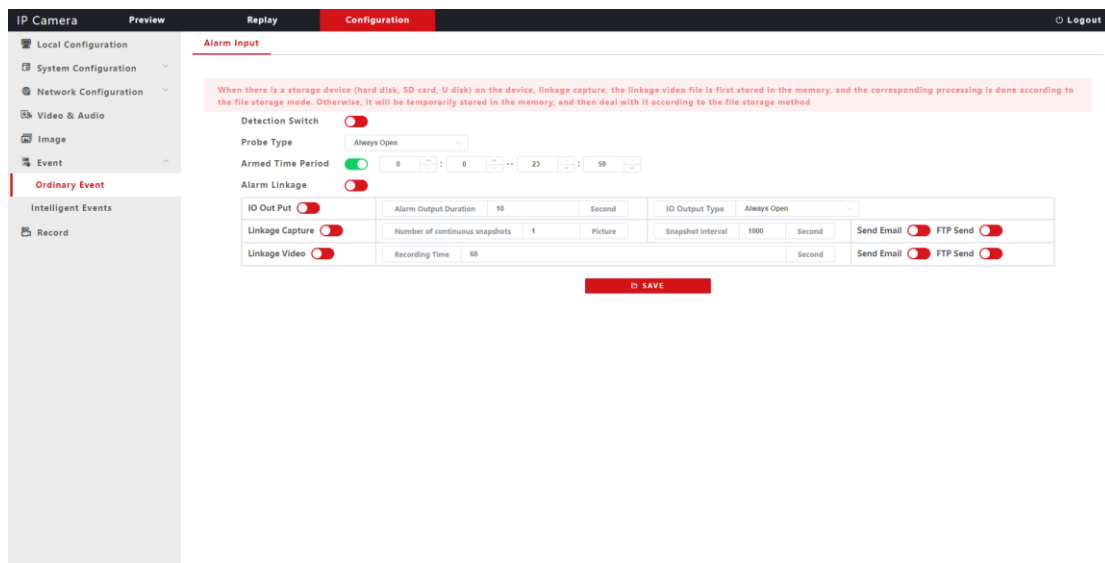 IP Camera Preview Replay Configuration Logout
Local Configuration
System Configuration
Network Configuration
Video & Audio
Image
Event
Ordinary Event
Intelligent Events
Record
Alarm Input
When there is a storage device (hard disk, SD card, U disk) on the device, linkage capture, the linkage video file is first stored in the memory, and the corresponding processing is done according to
the file storage mode. Otherwise, it will be temporarily stored in the memory, and then deal with it according to the file storage method
Detection Switch
Probe Type Always Open
Armed Time Period 0 : 0 -- 23 : 59
Alarm Linkage
IO Out Put Alarm Output Duration 10 Second IO Output Type Always Open
Linkage Capture Number of continuous snapshots 1 Picture Snapshot Interval 1000 Second Send Email FTP Send
Linkage Video Recording Time 60 Second Send Email FTP Send
SAVE